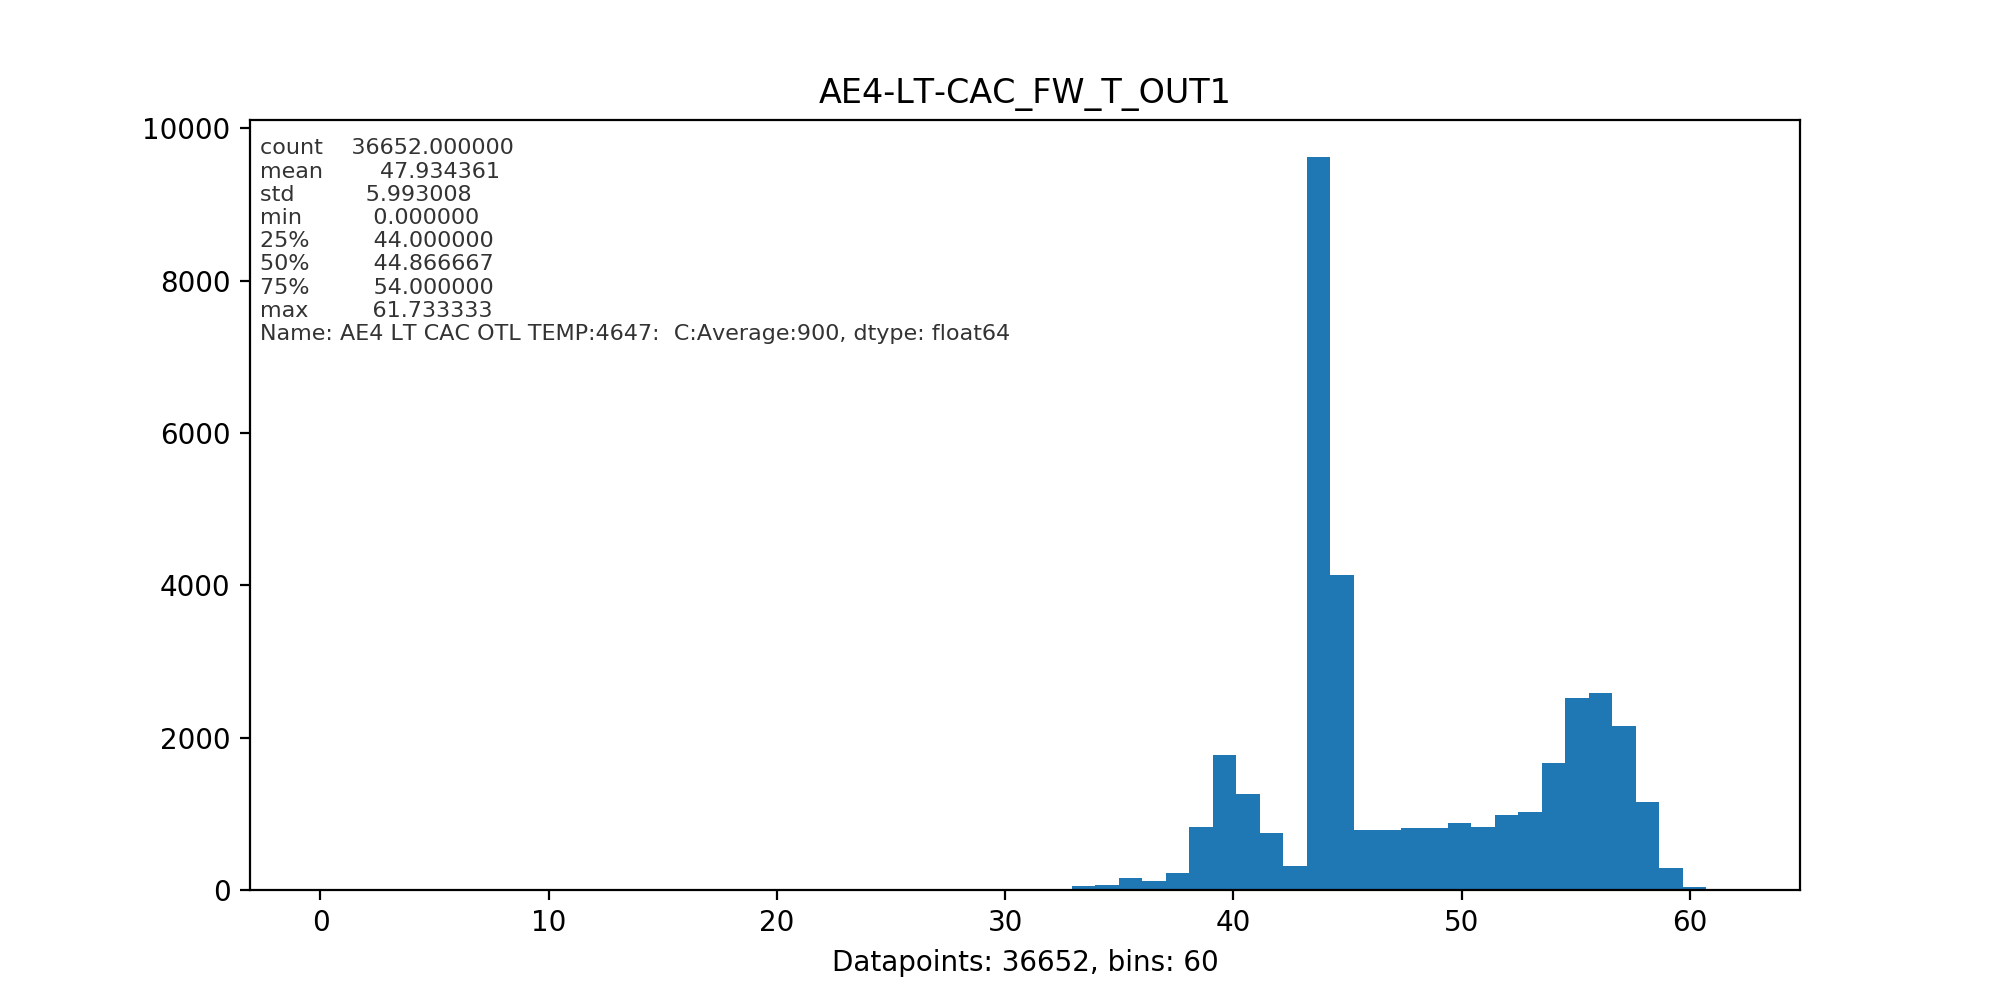 AE4-LT-CAC_FW_T_OUT1
10000
8000
6000
4000
2000
0
count 36652.000000
mean 47.934361
std 5.993008
min 0.000000
25% 44.000000
50% 44.866667
75% 54.000000
max 61.733333
Name: AE4 LT CAC OTL TEMP:4647:  C:Average:900, dtype: float64
0 10 20 30 40 50 60
Datapoints: 36652, bins: 60